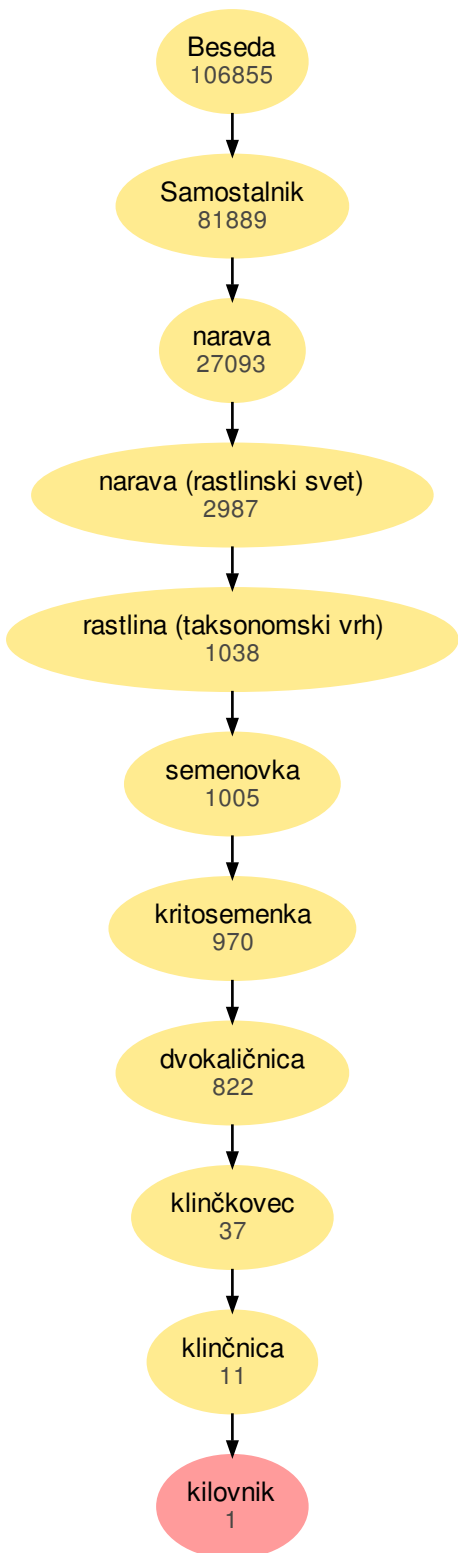 Beseda
106855
Samostalnik
81889
narava
27093
narava (rastlinski svet)
2987
rastlina (taksonomski vrh)
1038
semenovka
1005
kritosemenka
970
dvokaličnica
822
klinčkovec
37
klinčnica
11
kilovnik
1